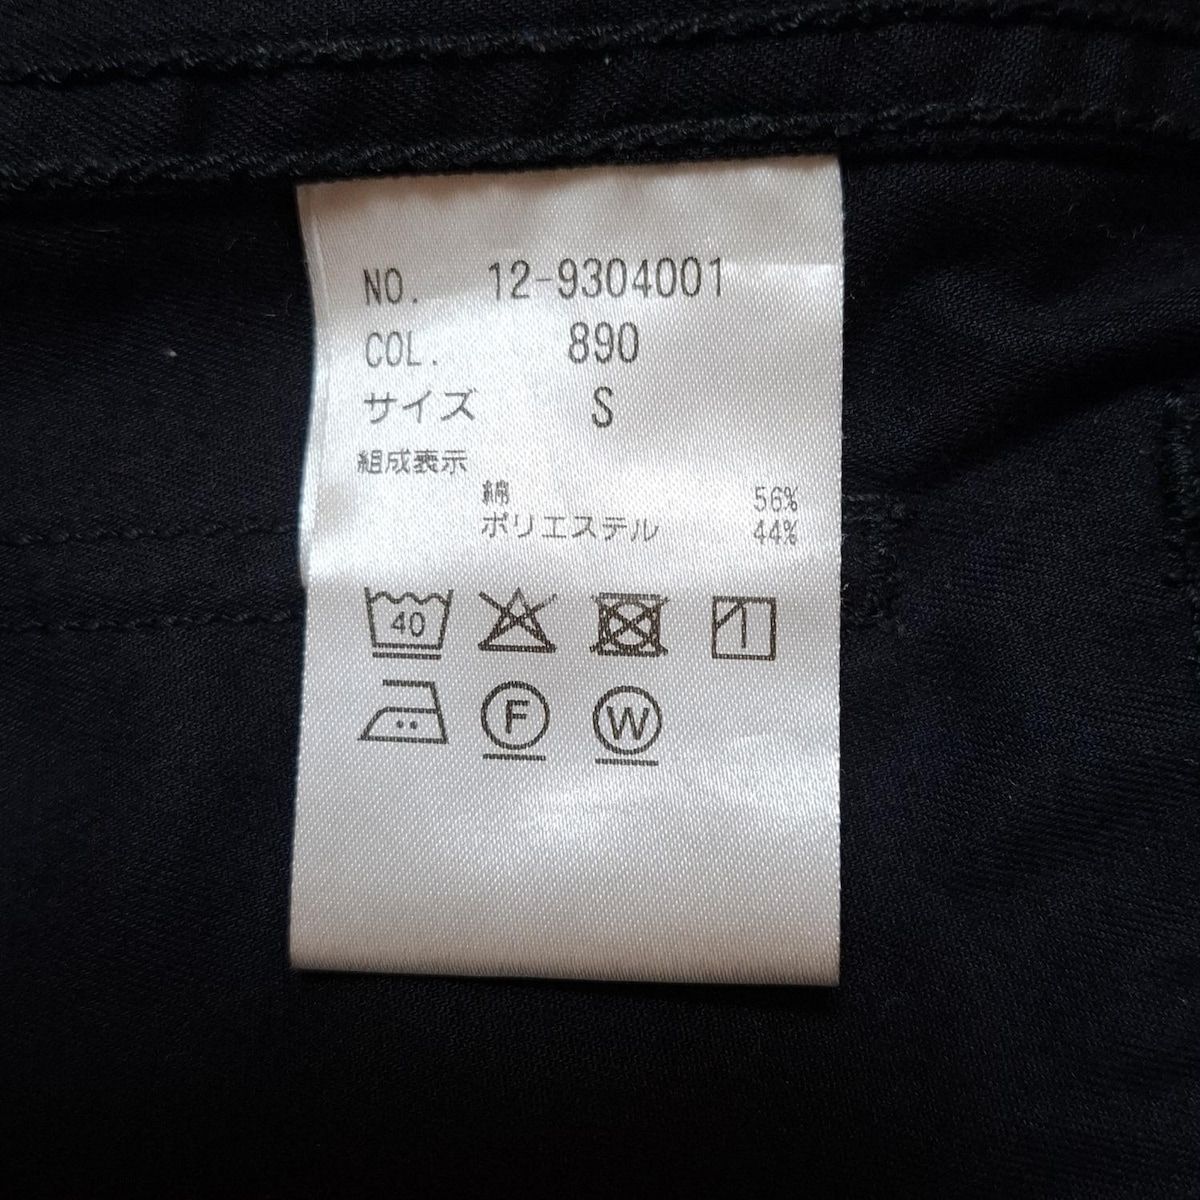 NO. 12-9304001
COL. 890
サイズ S
組成表示
綿 56%
ポリエステル 44%
40
F W